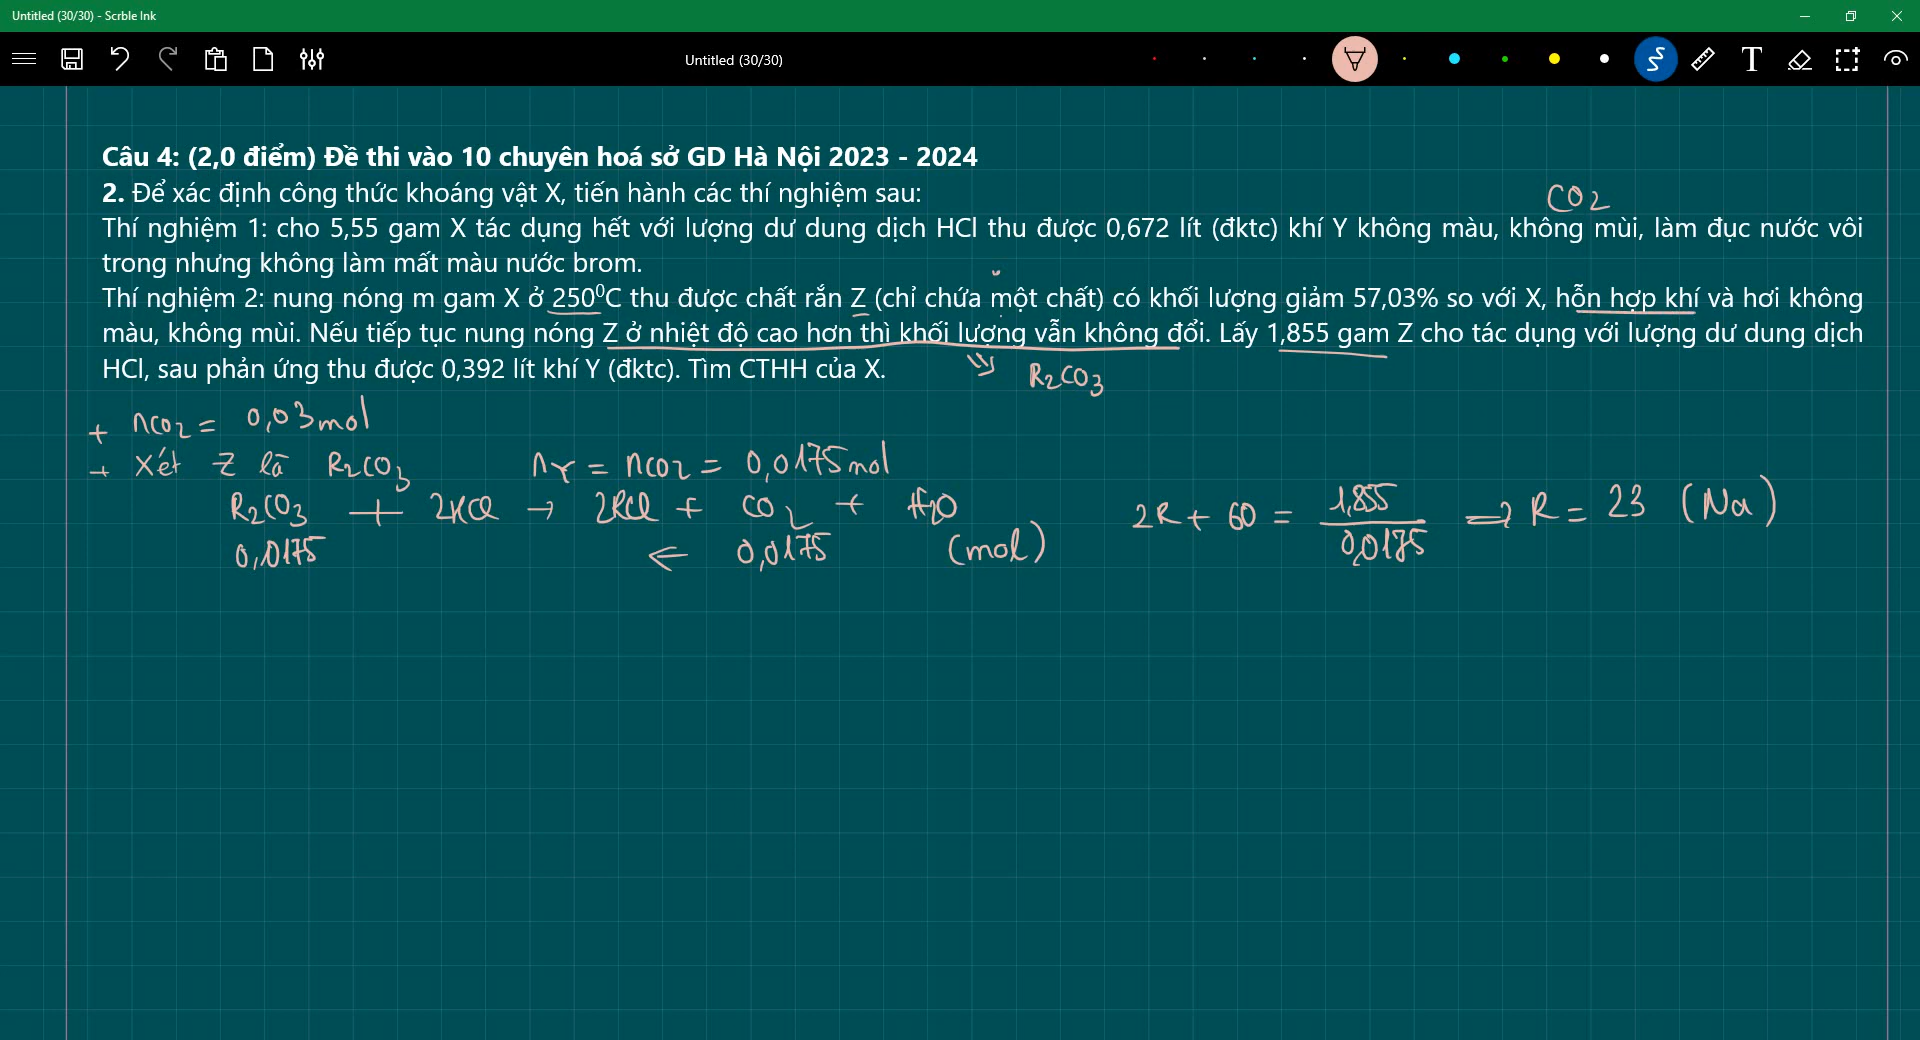 Untitled (30/30) - Scrble Ink
Untitled (30/30)
T
Câu 4: (2,0 điểm) Đề thi vào 10 chuyên hoá sở GD Hà Nội 2023 - 2024
2. Để xác định công thức khoáng vật X, tiến hành các thí nghiệm sau:
CO2
Thí nghiệm 1: cho 5,55 gam X tác dụng hết với lượng dư dung dịch HCl thu được 0,672 lít (đktc) khí Y không màu, không mùi, làm đục nước vôi
trong nhưng không làm mất màu nước brom.
Thí nghiệm 2: nung nóng m gam X ở 250⁰C thu được chất rắn Z (chỉ chứa một chất) có khối lượng giảm 57,03% so với X, hỗn hợp khí và hơi không
màu, không mùi. Nếu tiếp tục nung nóng Z ở nhiệt độ cao hơn thì khối lượng vẫn không đổi. Lấy 1,855 gam Z cho tác dụng với lượng dư dung dịch
HCl, sau phản ứng thu được 0,392 lít khí Y (đktc). Tìm CTHH của X.
R2CO3
+ nCO2 = 0,03mol
+ Xét Z là R2CO3 nY = nCO2 = 0,0175mol
R2CO3 + 2HCl → 2RCl + CO2 + H2O 2R + 60 = 1,855/0,0175 → R = 23 (Na)
0,0175 ← 0,0175 (mol)